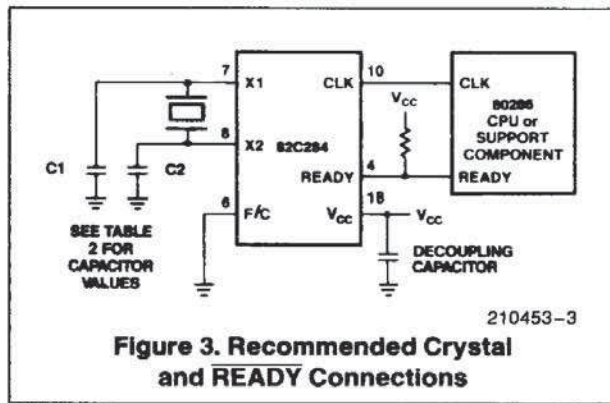 7
X1
8
X2
82C284
CLK
10
CLK
80286
CPU or
SUPPORT
COMPONENT
VCC
READY
4
READY
C1
C2
6
F/C
18
VCC
VCC
SEE TABLE
2 FOR
CAPACITOR
VALUES
DECOUPLING
CAPACITOR
210453-3
Figure 3. Recommended Crystal
and READY Connections